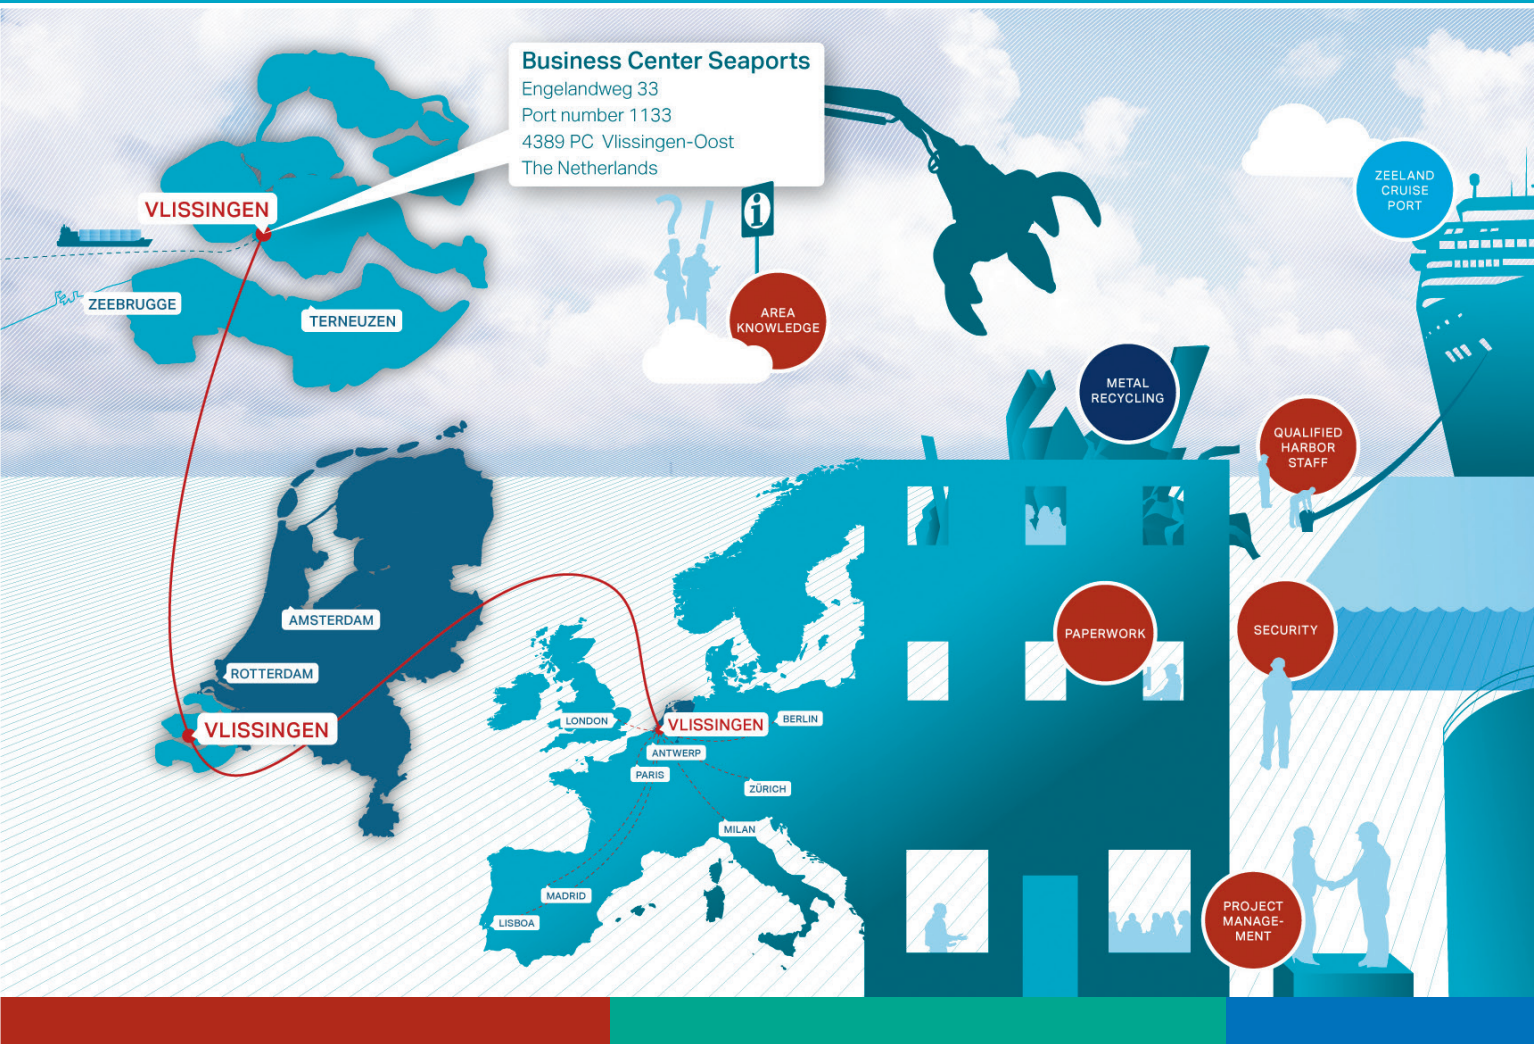 Business Center Seaports
Engelandweg 33
Port number 1133
4389 PC Vlissingen-Oost
The Netherlands
VLISSINGEN
ZEEBRUGGE
TERNEUZEN
? !
i
AREA
KNOWLEDGE
ZEELAND
CRUISE
PORT
METAL
RECYCLING
QUALIFIED
HARBOR
STAFF
AMSTERDAM
ROTTERDAM
VLISSINGEN
LONDON
VLISSINGEN
BERLIN
ANTWERP
PARIS
ZÜRICH
MILAN
MADRID
LISBOA
PAPERWORK
SECURITY
PROJECT
MANAGE-
MENT